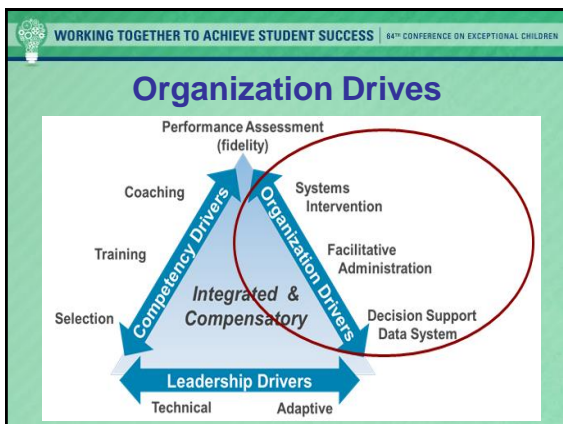 WORKING TOGETHER TO ACHIEVE STUDENT SUCCESS | 64TH CONFERENCE ON EXCEPTIONAL CHILDREN
Organization Drives
Performance Assessment
(fidelity)
Coaching
Training
Selection
Competency Drivers
Organization Drivers
Systems
Intervention
Facilitative
Administration
Decision Support
Data System
Integrated &
Compensatory
Leadership Drivers
Technical
Adaptive